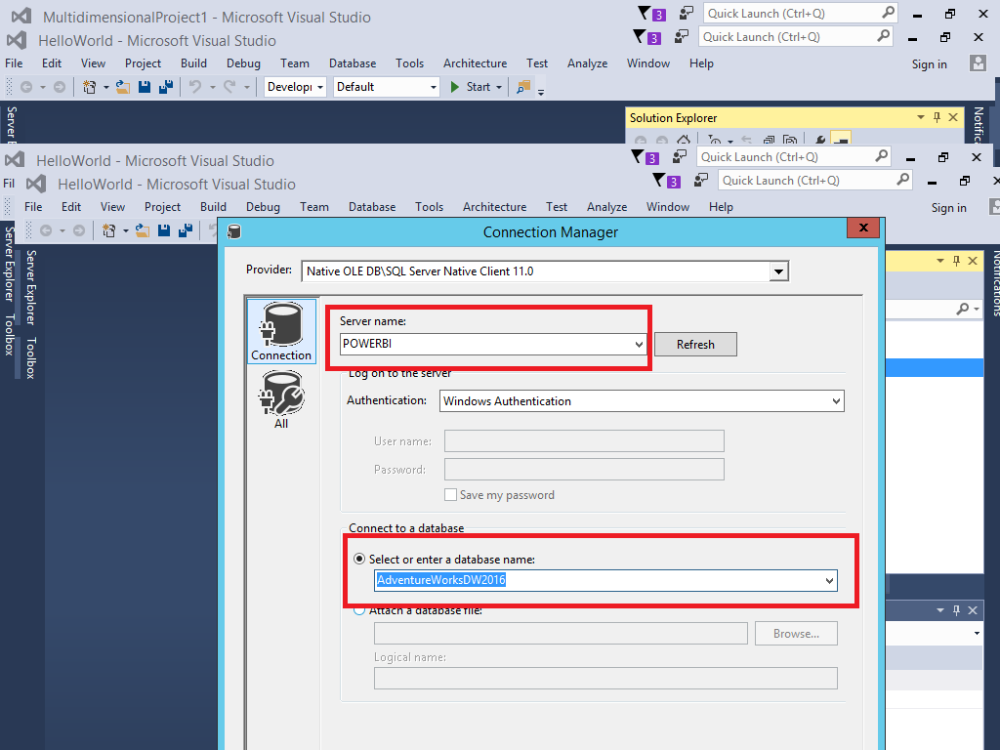 MultidimensionalProject1 - Microsoft Visual Studio
3
Quick Launch (Ctrl+Q)
HelloWorld - Microsoft Visual Studio
3
Quick Launch (Ctrl+Q)
File Edit View Project Build Debug Team Database Tools Architecture Test Analyze Window Help
Sign in
Default
Start
Solution Explorer
HelloWorld - Microsoft Visual Studio
3
Quick Launch (Ctrl+Q)
Fil
HelloWorld - Microsoft Visual Studio
3
Quick Launch (Ctrl+Q)
File Edit View Project Build Debug Team Database Tools Architecture Test Analyze Window Help
Sign in
Server Explorer
Toolbox
Server Explorer
Toolbox
Notifications
Connection Manager
Provider:
Native OLE DB\SQL Server Native Client 11.0
Connection
All
Server name:
POWERBI
Refresh
Log on to the server
Authentication:
Windows Authentication
User name:
Password:
Save my password
Connect to a database
Select or enter a database name:
AdventureWorksDW2016
Attach a database file:
Browse...
Logical name: